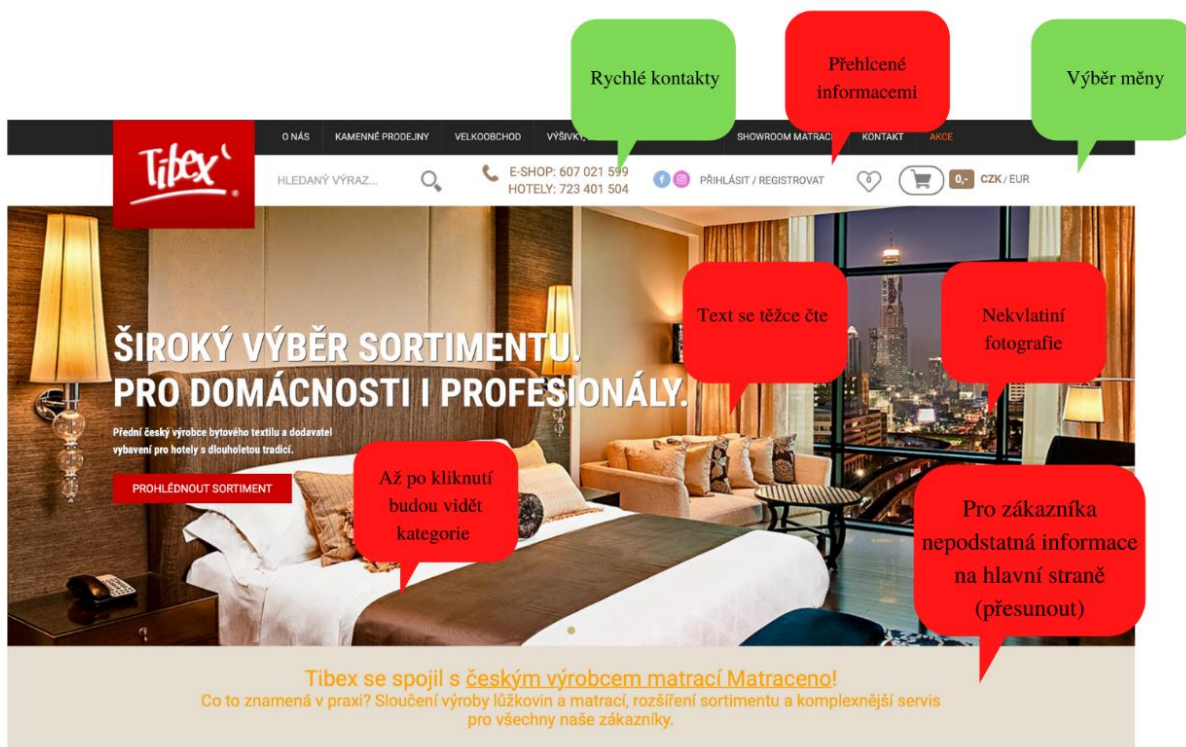 Rychlé kontakty
Přehlcené
informacemi
Výběr měny
Tibex
O NÁS KAMENNÉ PRODEJNY VELKOOBCHOD VÝŠIVKY, SHOWROOM MATRACÍ KONTAKT AKCE
HLEDANÝ VÝRAZ...
E-SHOP: 607 021 599
HOTELY: 723 401 504
PŘIHLÁSIT / REGISTROVAT 0 0,- CZK / EUR
Text se těžce čte
Nekvlatiní
fotografie
ŠIROKÝ VÝBĚR SORTIMENTU.
PRO DOMÁCNOSTI I PROFESIONÁLY.
Přední český výrobce bytového textilu a dodavatel
vybavení pro hotely s dlouholetou tradicí.
PROHLÉDNOUT SORTIMENT
Až po kliknutí
budou vidět
kategorie
Pro zákazníka
nepodstatná informace
na hlavní straně
(přesunout)
Tibex se spojil s českým výrobcem matrací Matraceno!
Co to znamená v praxi? Sloučení výroby lůžkovin a matrací, rozšíření sortimentu a komplexnější servis
pro všechny naše zákazníky.